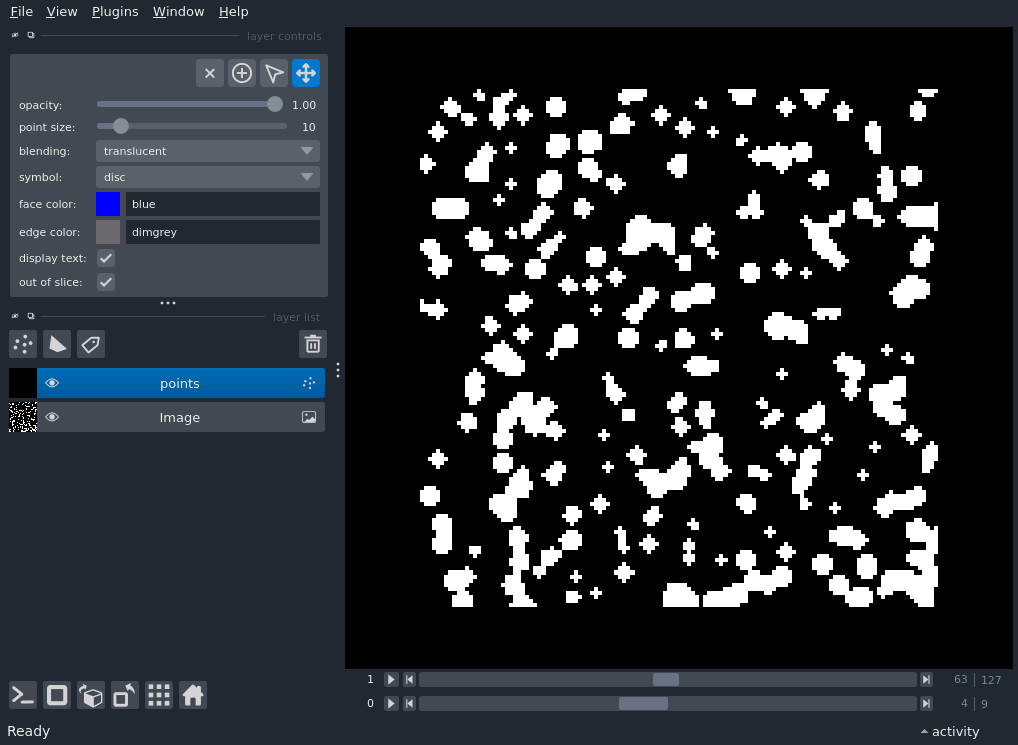 File View Plugins Window Help
layer controls
opacity: 1.00
point size: 10
blending: translucent
symbol: disc
face color: blue
edge color: dimgrey
display text:
out of slice:
layer list
points
Image
1 63 | 127
0 4 | 9
Ready activity